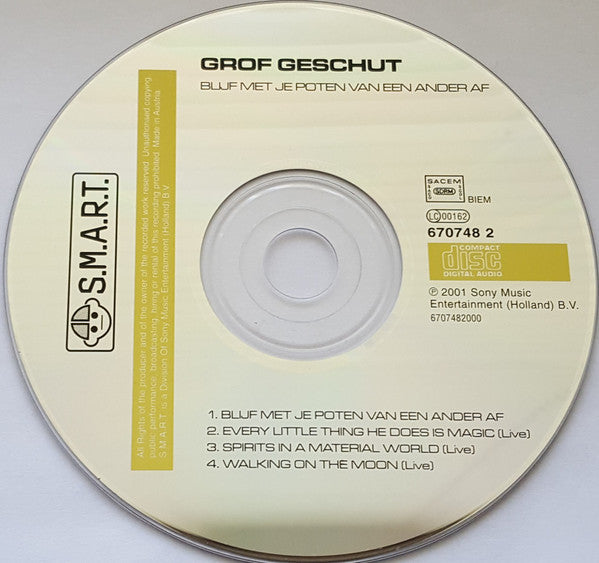 GROF GESCHUT
BLIJF MET JE POTEN VAN EEN ANDER AF
All Rights of the producer and of the owner of the recorded work reserved. Unauthorised copying,
public performance, broadcasting, hiring or rental of this recording prohibited. Made in Austria.
S.M.A.R.T. is a Division Of Sony Music Entertainment (Holland) B.V.
S.M.A.R.T.
SACEM
SDRM
BIEM
LC 00162
670748 2
COMPACT
disc
DIGITAL AUDIO
℗ 2001 Sony Music
Entertainment (Holland) B.V.
6707482000
1. BLIJF MET JE POTEN VAN EEN ANDER AF
2. EVERY LITTLE THING HE DOES IS MAGIC (Live)
3. SPIRITS IN A MATERIAL WORLD (Live)
4. WALKING ON THE MOON (Live)